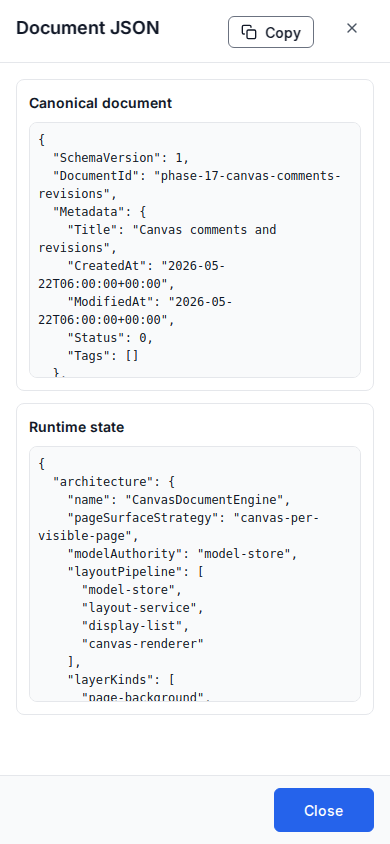 Document JSON
Copy
Canonical document
{
  "SchemaVersion": 1,
  "DocumentId": "phase-17-canvas-comments-
revisions",
  "Metadata": {
    "Title": "Canvas comments and
revisions",
    "CreatedAt": "2026-05-
22T06:00:00+00:00",
    "ModifiedAt": "2026-05-
22T06:00:00+00:00",
    "Status": 0,
    "Tags": []
  },
Runtime state
{
  "architecture": {
    "name": "CanvasDocumentEngine",
    "pageSurfaceStrategy": "canvas-per-
visible-page",
    "modelAuthority": "model-store",
    "layoutPipeline": [
      "model-store",
      "layout-service",
      "display-list",
      "canvas-renderer"
    ],
    "layerKinds": [
      "page-background",
Close